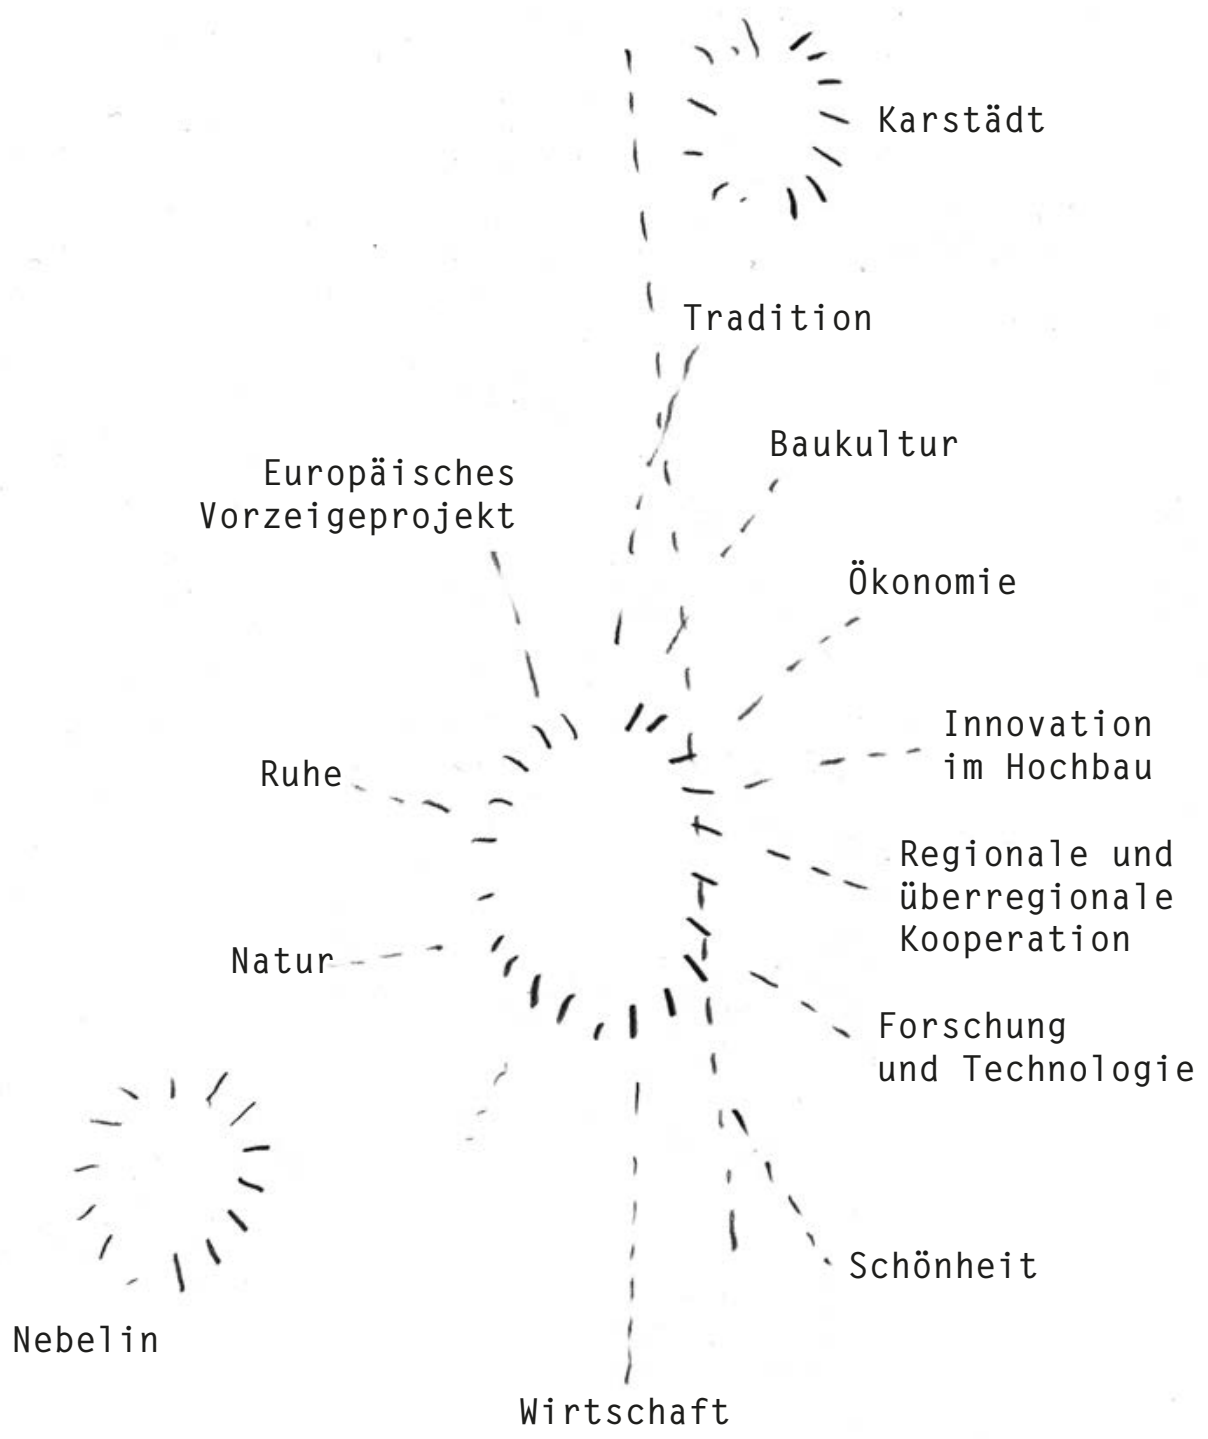 Karstädt
Tradition
Baukultur
Europäisches
Vorzeigeprojekt
Ökonomie
Innovation
im Hochbau
Ruhe
Regionale und
überregionale
Kooperation
Natur
Forschung
und Technologie
Schönheit
Nebelin
Wirtschaft